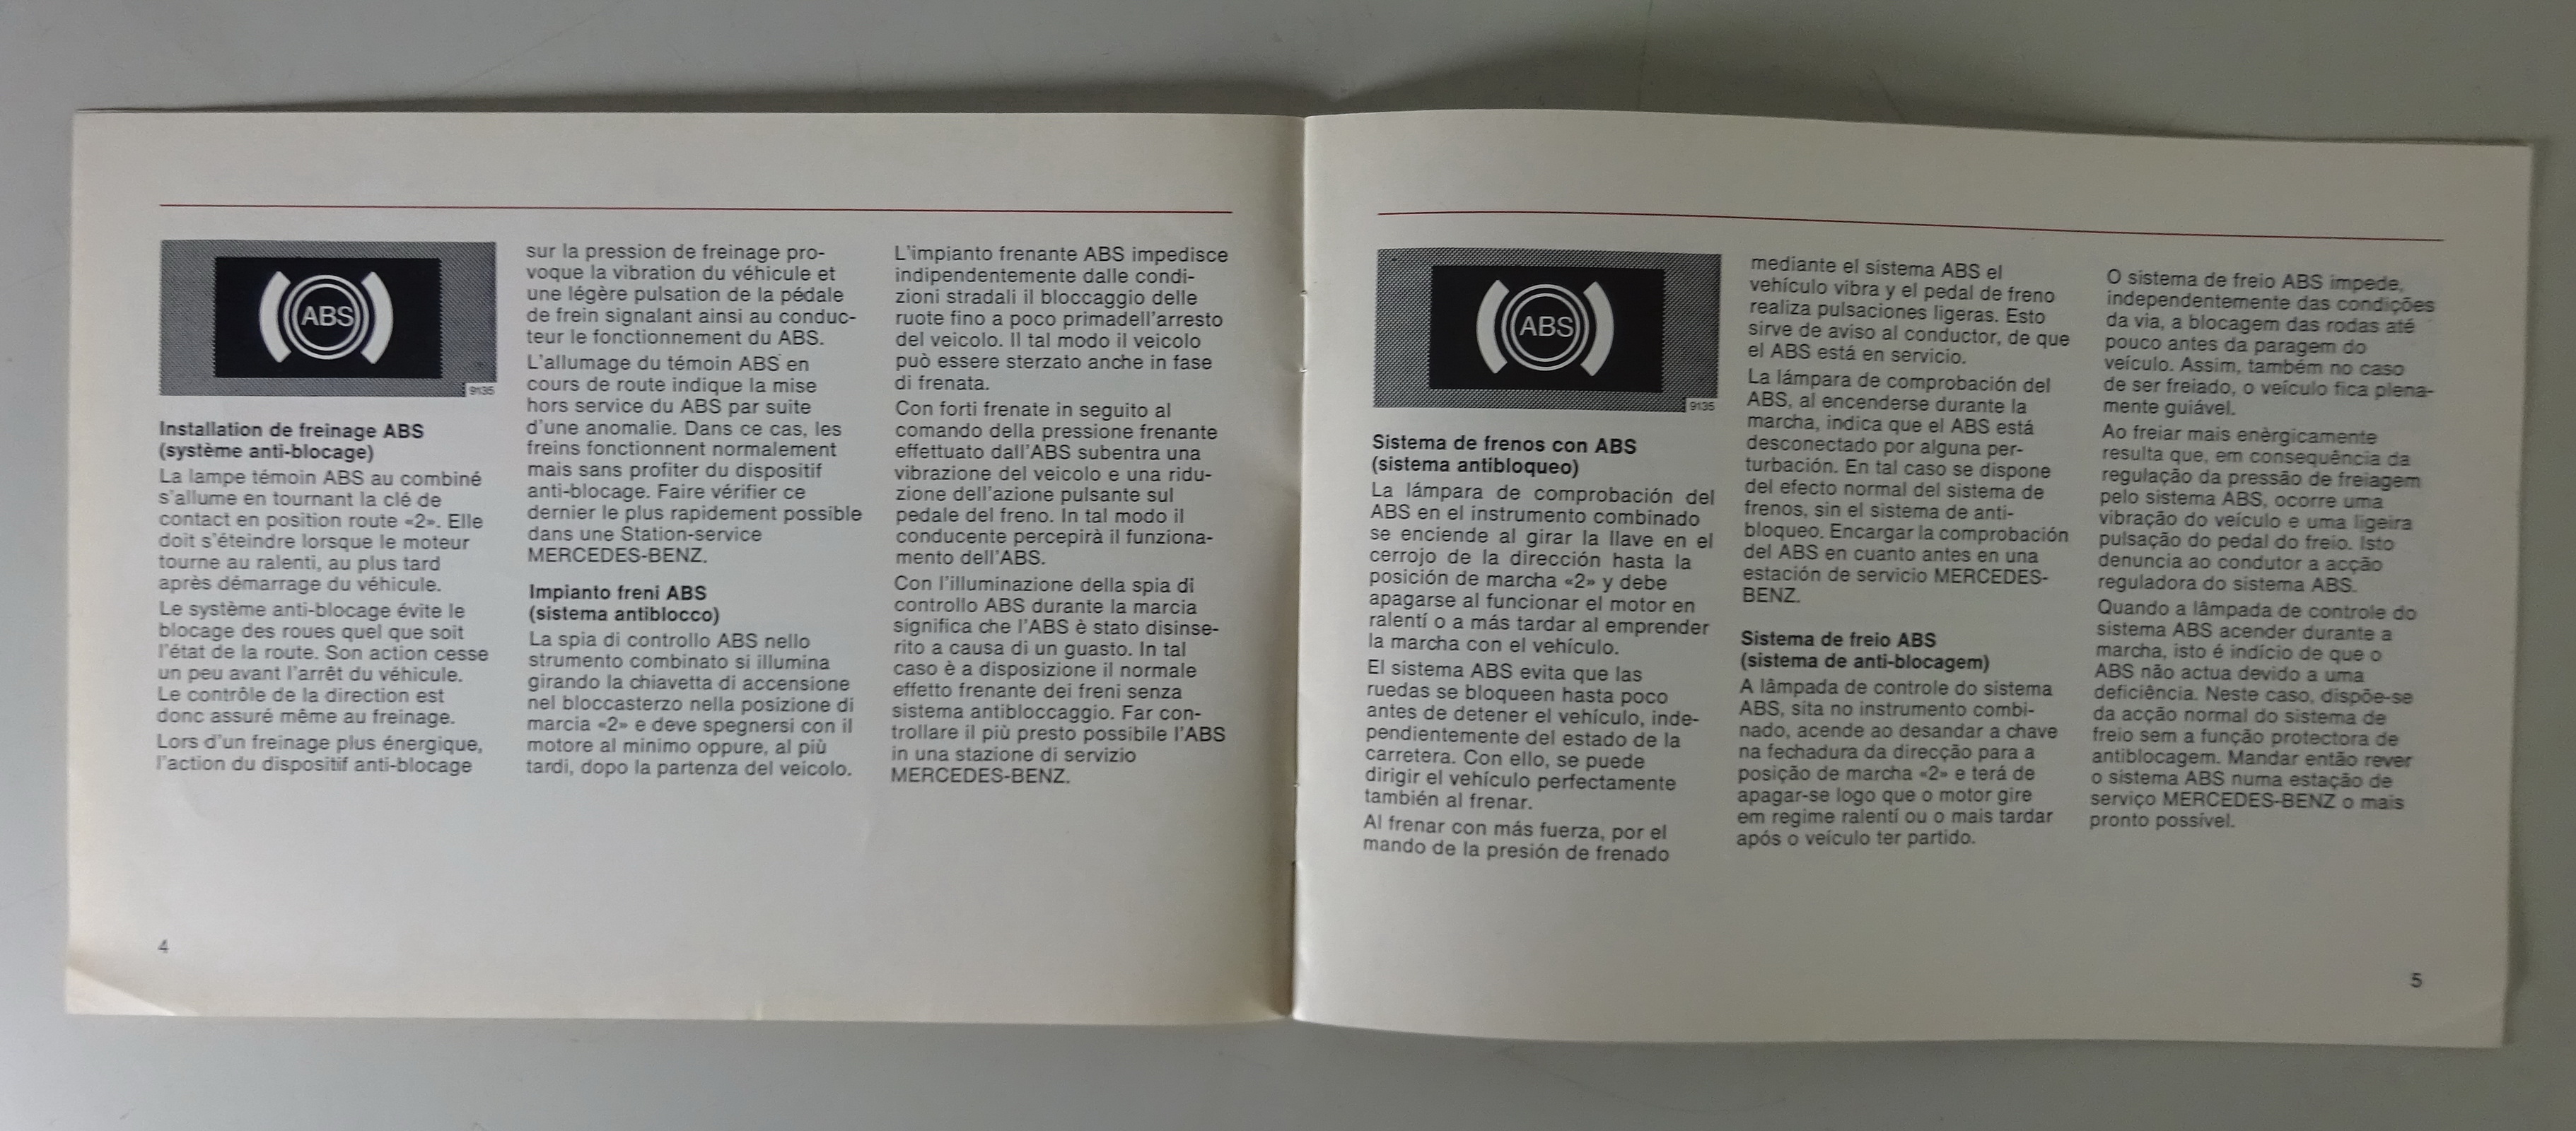 ABS
9135
Installation de freinage ABS
(système anti-blocage)
La lampe témoin ABS au combiné
s'allume en tournant la clé de
contact en position route «2». Elle
doit s'éteindre lorsque le moteur
tourne au ralenti, au plus tard
après démarrage du véhicule.
Le système anti-blocage évite le
blocage des roues quel que soit
l'état de la route. Son action cesse
un peu avant l'arrêt du véhicule.
Le contrôle de la direction est
donc assuré même au freinage.
Lors d'un freinage plus énergique,
l'action du dispositif anti-blocage
sur la pression de freinage pro-
voque la vibration du véhicule et
une légère pulsation de la pédale
de frein signalant ainsi au conduc-
teur le fonctionnement du ABS.
L'allumage du témoin ABS en
cours de route indique la mise
hors service du ABS par suite
d'une anomalie. Dans ce cas, les
freins fonctionnent normalement
mais sans profiter du dispositif
anti-blocage. Faire vérifier ce
dernier le plus rapidement possible
dans une Station-service
MERCEDES-BENZ.
Impianto freni ABS
(sistema antiblocco)
La spia di controllo ABS nello
strumento combinato si illumina
girando la chiavetta di accensione
nel bloccasterzo nella posizione di
marcia «2» e deve spegnersi con il
motore al minimo oppure, al più
tardi, dopo la partenza del veicolo.
L'impianto frenante ABS impedisce
indipendentemente dalle condi-
zioni stradali il bloccaggio delle
ruote fino a poco primadell'arresto
del veicolo. Il tal modo il veicolo
può essere sterzato anche in fase
di frenata.
Con forti frenate in seguito al
comando della pressione frenante
effettuato dall'ABS subentra una
vibrazione del veicolo e una ridu-
zione dell'azione pulsante sul
pedale del freno. In tal modo il
conducente percepirà il funziona-
mento dell'ABS.
Con l'illuminazione della spia di
controllo ABS durante la marcia
significa che l'ABS è stato disinse-
rito a causa di un guasto. In tal
caso è a disposizione il normale
effetto frenante dei freni senza
sistema antibloccaggio. Far con-
trollare il più presto possibile l'ABS
in una stazione di servizio
MERCEDES-BENZ.
4
ABS
9135
Sistema de frenos con ABS
(sistema antibloqueo)
La lámpara de comprobación del
ABS en el instrumento combinado
se enciende al girar la llave en el
cerrojo de la dirección hasta la
posición de marcha «2» y debe
apagarse al funcionar el motor en
ralentí o a más tardar al emprender
la marcha con el vehículo.
El sistema ABS evita que las
ruedas se bloqueen hasta poco
antes de detener el vehículo, inde-
pendientemente del estado de la
carretera. Con ello, se puede
dirigir el vehículo perfectamente
también al frenar.
Al frenar con más fuerza, por el
mando de la presión de frenado
mediante el sistema ABS el
vehículo vibra y el pedal de freno
realiza pulsaciones ligeras. Esto
sirve de aviso al conductor, de que
el ABS está en servicio.
La lámpara de comprobación del
ABS, al encenderse durante la
marcha, indica que el ABS está
desconectado por alguna per-
turbación. En tal caso se dispone
del efecto normal del sistema de
frenos, sin el sistema de anti-
bloqueo. Encargar la comprobación
del ABS en cuanto antes en una
estación de servicio MERCEDES-
BENZ.
Sistema de freio ABS
(sistema de anti-blocagem)
A lâmpada de controle do sistema
ABS, sita no instrumento combi-
nado, acende ao desandar a chave
na fechadura da direcção para a
posição de marcha «2» e terá de
apagar-se logo que o motor gire
em regime ralentí ou o mais tardar
após o veículo ter partido.
O sistema de freio ABS impede,
independentemente das condições
da via, a blocagem das rodas até
pouco antes da paragem do
veículo. Assim, também no caso
de ser freiado, o veículo fica plena-
mente guiável.
Ao freiar mais enèrgicamente
resulta que, em consequência da
regulação da pressão de freiagem
pelo sistema ABS, ocorre uma
vibração do veículo e uma ligeira
pulsação do pedal do freio. Isto
denuncia ao condutor a acção
reguladora do sistema ABS.
Quando a lâmpada de controle do
sistema ABS acender durante a
marcha, isto é indício de que o
ABS não actua devido a uma
deficiência. Neste caso, dispõe-se
da acção normal do sistema de
freio sem a função protectora de
antiblocagem. Mandar então rever
o sistema ABS numa estação de
serviço MERCEDES-BENZ o mais
pronto possível.
5